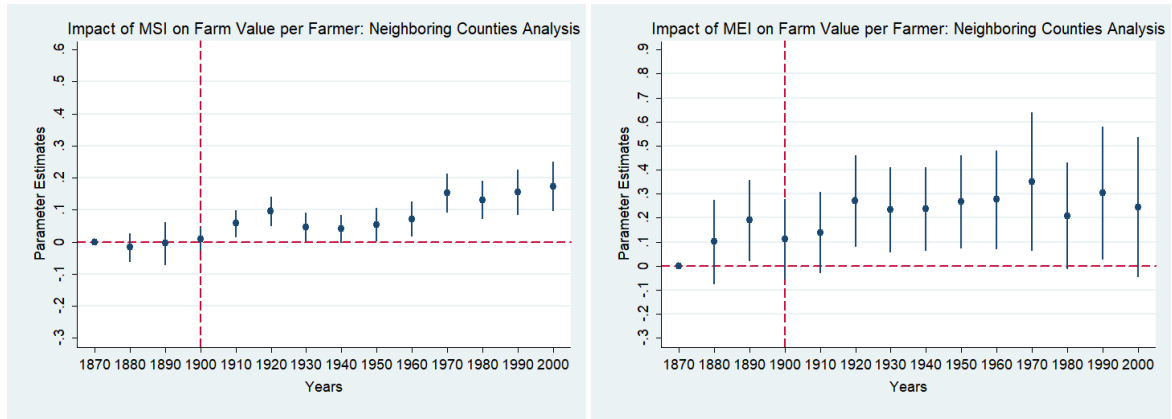 Impact of MSI on Farm Value per Farmer: Neighboring Counties Analysis
Parameter Estimates
.6
.5
.4
.3
.2
.1
0
-.1
-.2
-.3
1870 1880 1890 1900 1910 1920 1930 1940 1950 1960 1970 1980 1990 2000
Years
Impact of MEI on Farm Value per Farmer: Neighboring Counties Analysis
Parameter Estimates
.9
.8
.7
.6
.5
.4
.3
.2
.1
0
-.1
-.2
-.3
1870 1880 1890 1900 1910 1920 1930 1940 1950 1960 1970 1980 1990 2000
Years